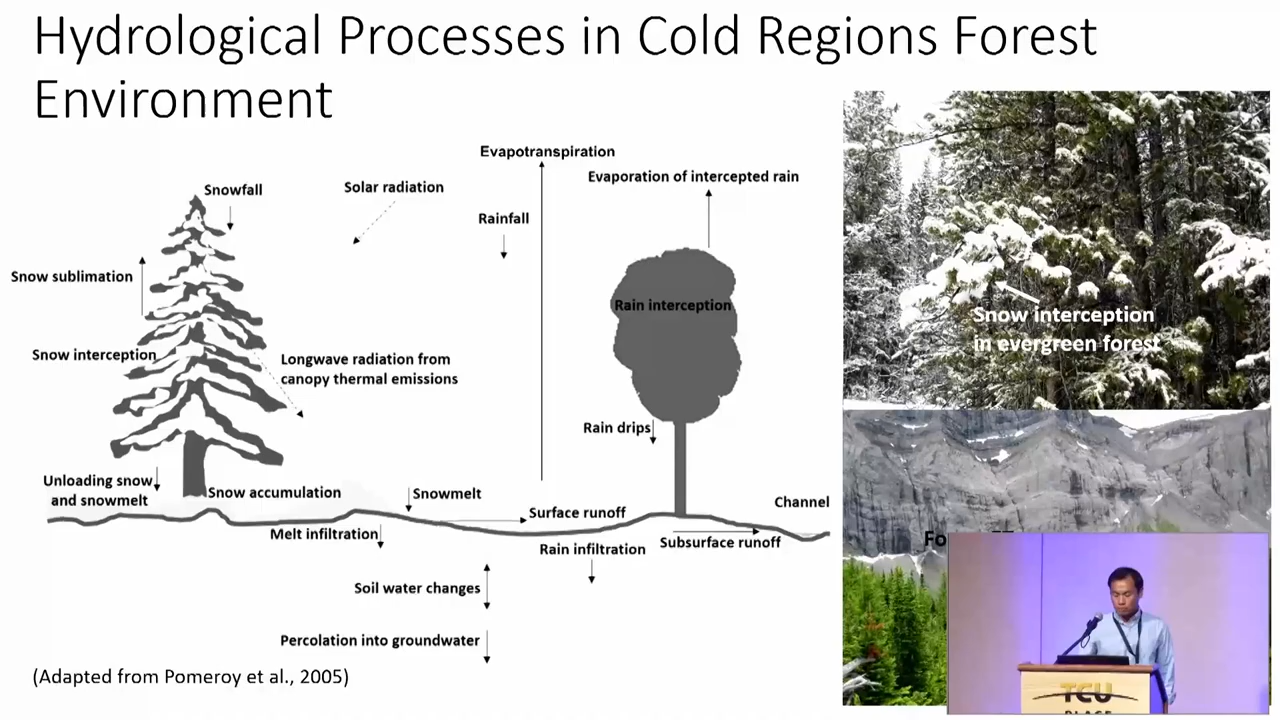 Hydrological Processes in Cold Regions Forest
Environment
Evapotranspiration
Evaporation of intercepted rain
Snowfall
Solar radiation
Rainfall
Snow sublimation
Rain interception
Snow interception
Longwave radiation from
canopy thermal emissions
Rain drips
Unloading snow
and snowmelt
Snow accumulation
Snowmelt
Surface runoff
Channel
Melt infiltration
Rain infiltration
Subsurface runoff
Soil water changes
Percolation into groundwater
(Adapted from Pomeroy et al., 2005)
Snow interception
in evergreen forest
TCU
PLACE